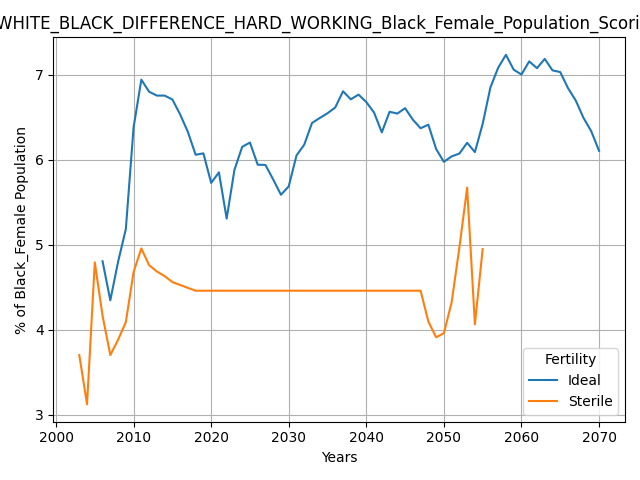 WHITE_BLACK_DIFFERENCE_HARD_WORKING_Black_Female_Population_Scori
7
6
5
4
3
% of Black_Female Population
2000 2010 2020 2030 2040 2050 2060 2070
Years
Fertility
Ideal
Sterile